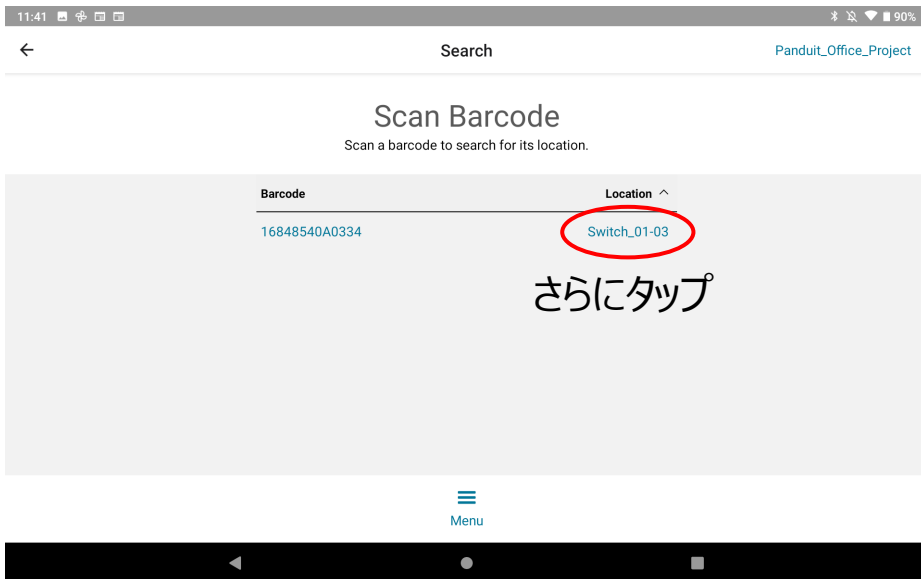 11:41
90%
Search
Panduit_Office_Project
Scan Barcode
Scan a barcode to search for its location.
Barcode Location
16848540A0334 Switch_01-03
さらにタップ
Menu